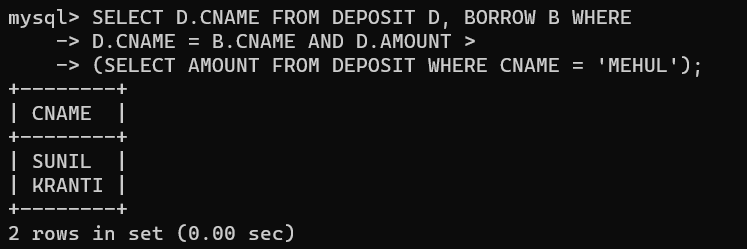 mysql> SELECT D.CNAME FROM DEPOSIT D, BORROW B WHERE
    -> D.CNAME = B.CNAME AND D.AMOUNT >
    -> (SELECT AMOUNT FROM DEPOSIT WHERE CNAME = 'MEHUL');
+--------+
| CNAME  |
+--------+
| SUNIL  |
| KRANTI |
+--------+
2 rows in set (0.00 sec)